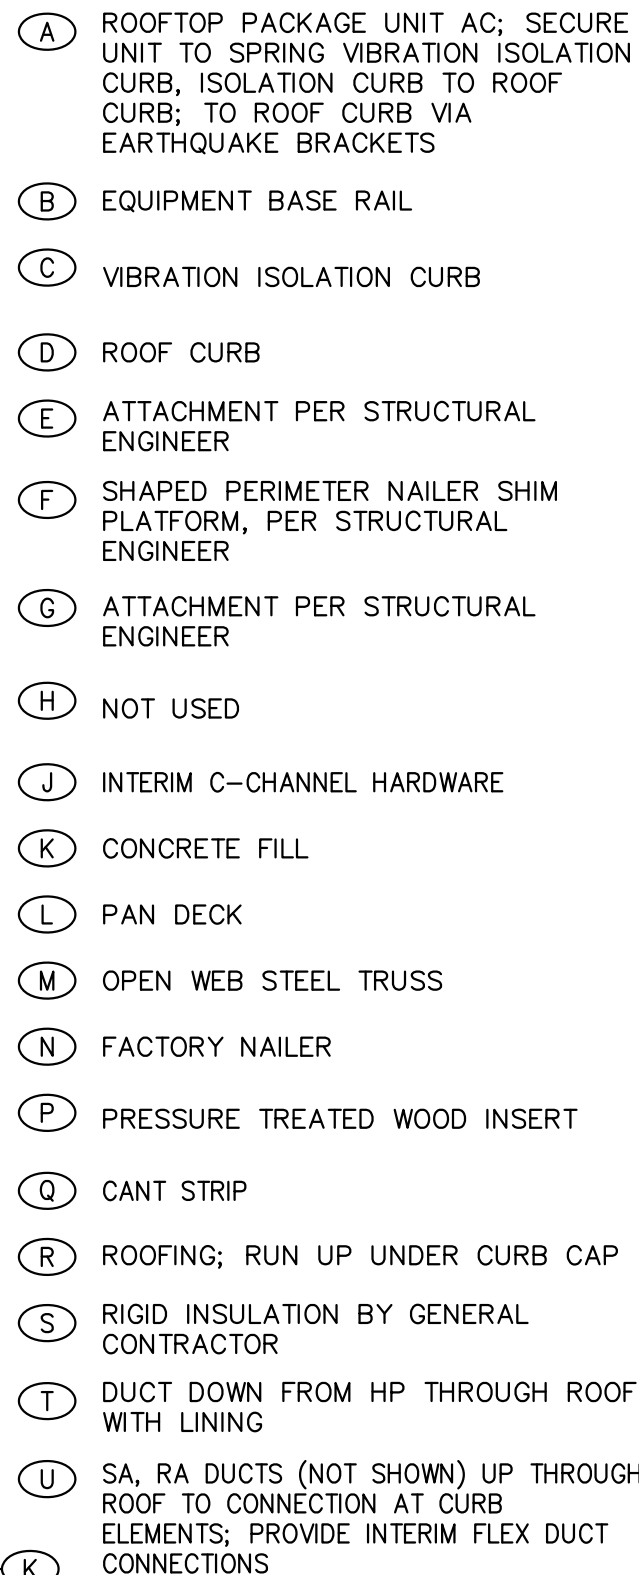 A ROOFTOP PACKAGE UNIT AC; SECURE
UNIT TO SPRING VIBRATION ISOLATION
CURB, ISOLATION CURB TO ROOF
CURB; TO ROOF CURB VIA
EARTHQUAKE BRACKETS
B EQUIPMENT BASE RAIL
C VIBRATION ISOLATION CURB
D ROOF CURB
E ATTACHMENT PER STRUCTURAL
ENGINEER
F SHAPED PERIMETER NAILER SHIM
PLATFORM, PER STRUCTURAL
ENGINEER
G ATTACHMENT PER STRUCTURAL
ENGINEER
H NOT USED
J INTERIM C-CHANNEL HARDWARE
K CONCRETE FILL
L PAN DECK
M OPEN WEB STEEL TRUSS
N FACTORY NAILER
P PRESSURE TREATED WOOD INSERT
Q CANT STRIP
R ROOFING; RUN UP UNDER CURB CAP
S RIGID INSULATION BY GENERAL
CONTRACTOR
T DUCT DOWN FROM HP THROUGH ROOF
WITH LINING
U SA, RA DUCTS (NOT SHOWN) UP THROUGH
ROOF TO CONNECTION AT CURB
ELEMENTS; PROVIDE INTERIM FLEX DUCT
CONNECTIONS
K